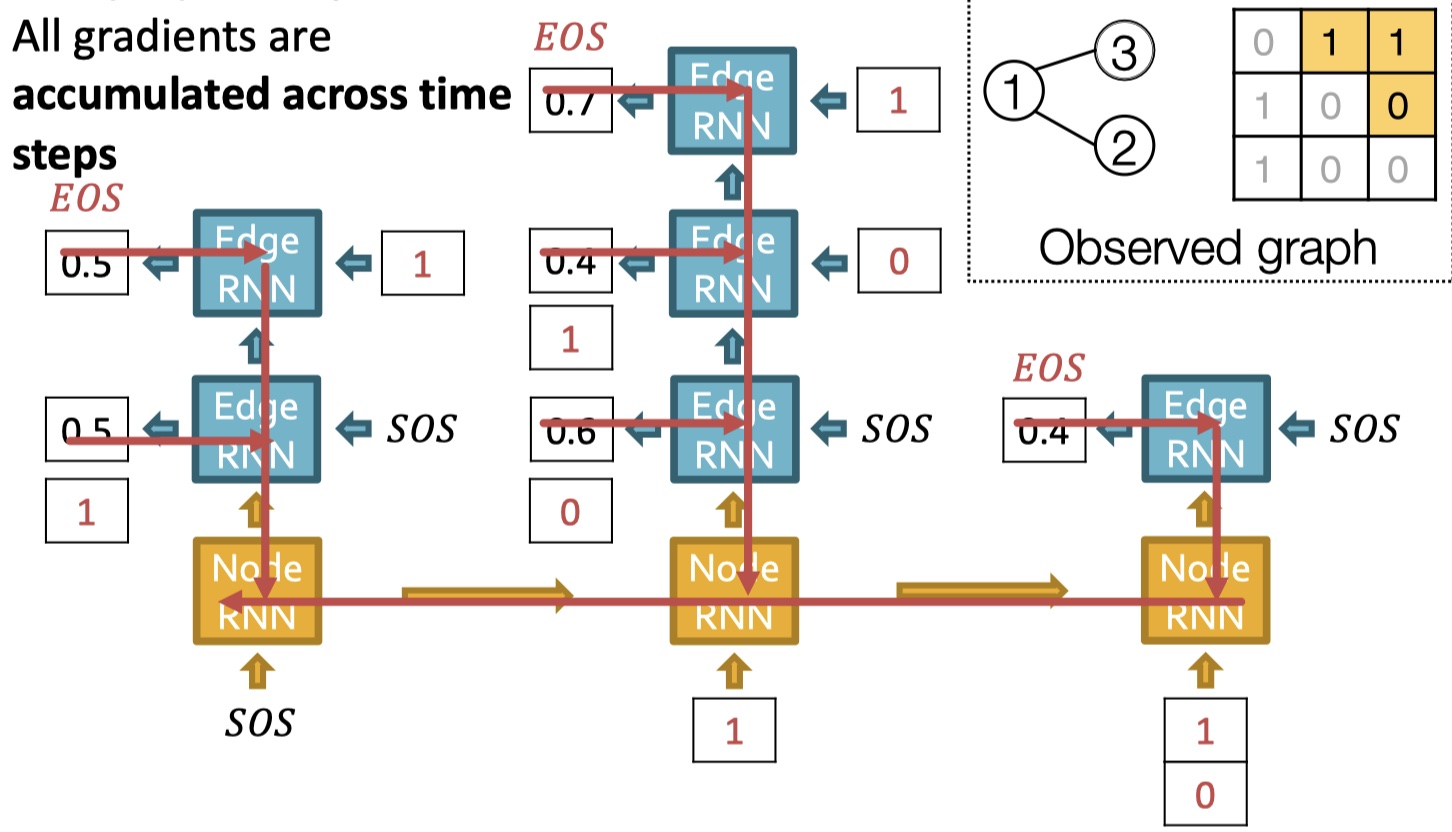 All gradients are
accumulated across time
steps
EOS
0.5
Edge
RNN
1
0.5
1
Edge
RNN
SOS
Node
RNN
SOS
EOS
0.7
Edge
RNN
1
0.4
1
Edge
RNN
0
0.6
0
Edge
RNN
SOS
Node
RNN
1
EOS
0.4
Edge
RNN
SOS
Node
RNN
1
0
1
3
2
0 1 1
1 0 0
1 0 0
Observed graph